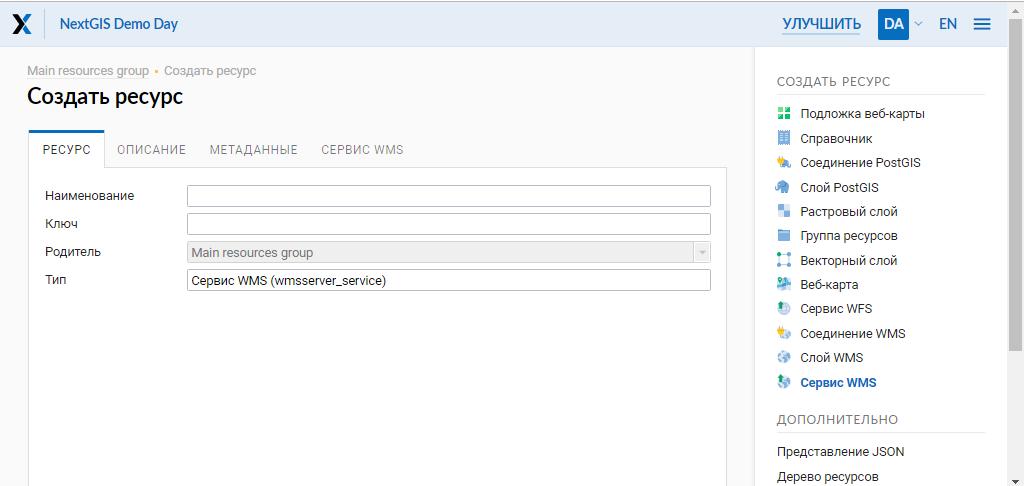 NextGIS Demo Day
УЛУЧШИТЬ
DA
EN
Main resources group • Создать ресурс
Создать ресурс
РЕСУРС
ОПИСАНИЕ
МЕТАДАННЫЕ
СЕРВИС WMS
Наименование
Ключ
Родитель
Main resources group
Тип
Сервис WMS (wmsserver_service)
СОЗДАТЬ РЕСУРС
Подложка веб-карты
Справочник
Соединение PostGIS
Слой PostGIS
Растровый слой
Группа ресурсов
Векторный слой
Веб-карта
Сервис WFS
Соединение WMS
Слой WMS
Сервис WMS
ДОПОЛНИТЕЛЬНО
Представление JSON
Дерево ресурсов